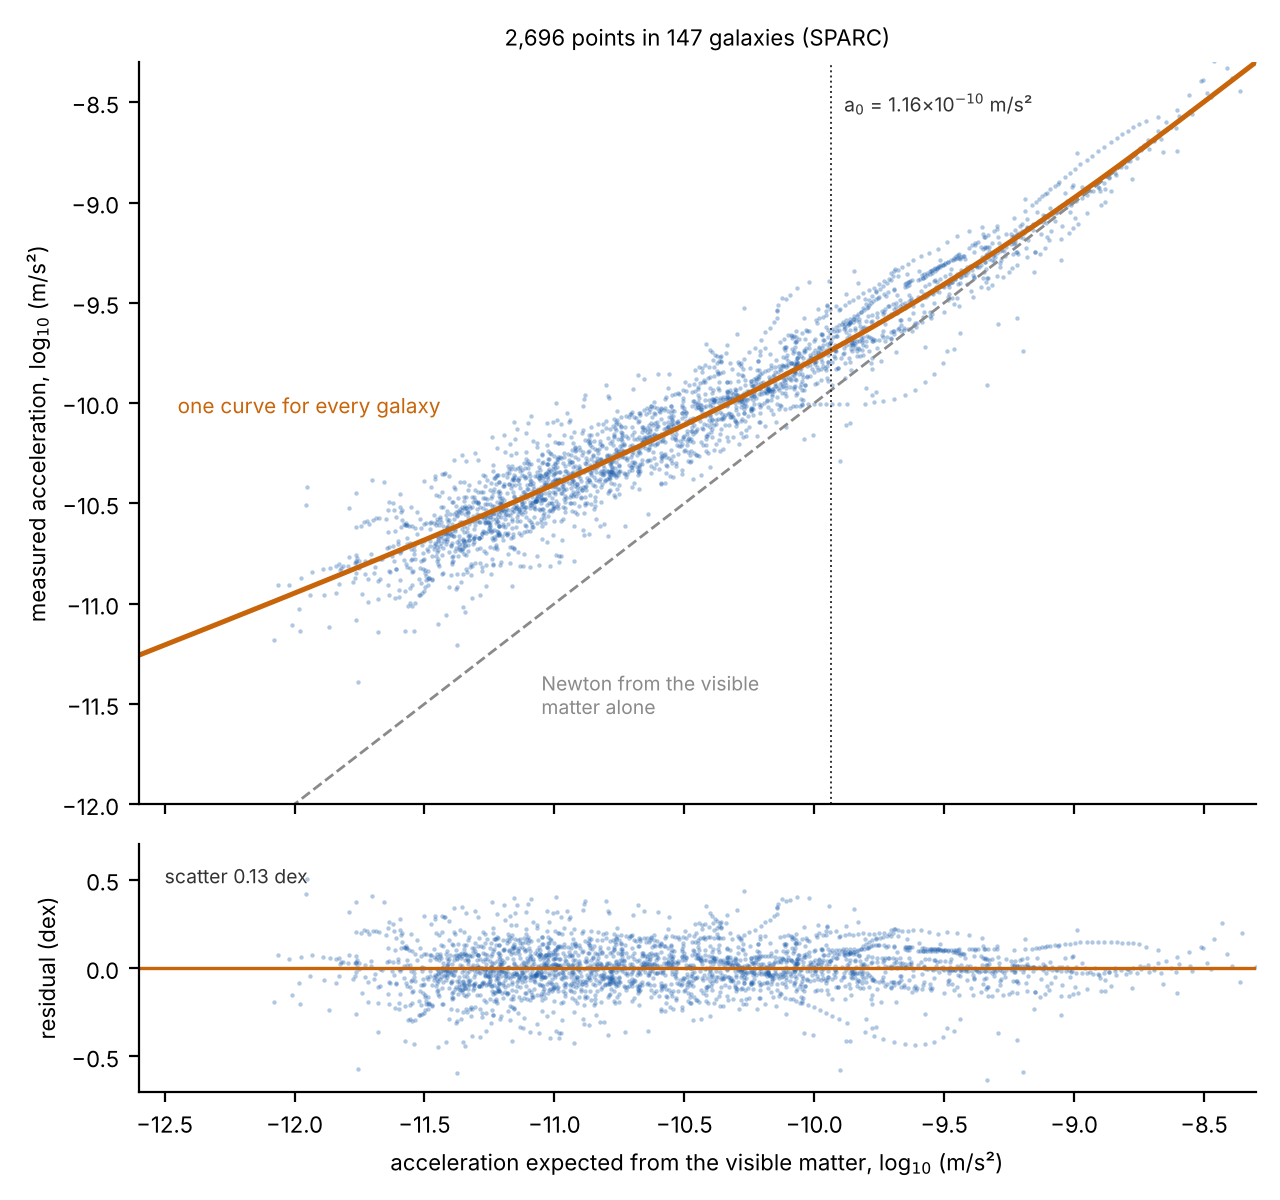 2,696 points in 147 galaxies (SPARC)
a₀ = 1.16×10⁻¹⁰ m/s²
one curve for every galaxy
Newton from the visible
matter alone
measured acceleration, log₁₀ (m/s²)
−8.5
−9.0
−9.5
−10.0
−10.5
−11.0
−11.5
−12.0
scatter 0.13 dex
residual (dex)
0.5
0.0
−0.5
−12.5 −12.0 −11.5 −11.0 −10.5 −10.0 −9.5 −9.0 −8.5
acceleration expected from the visible matter, log₁₀ (m/s²)